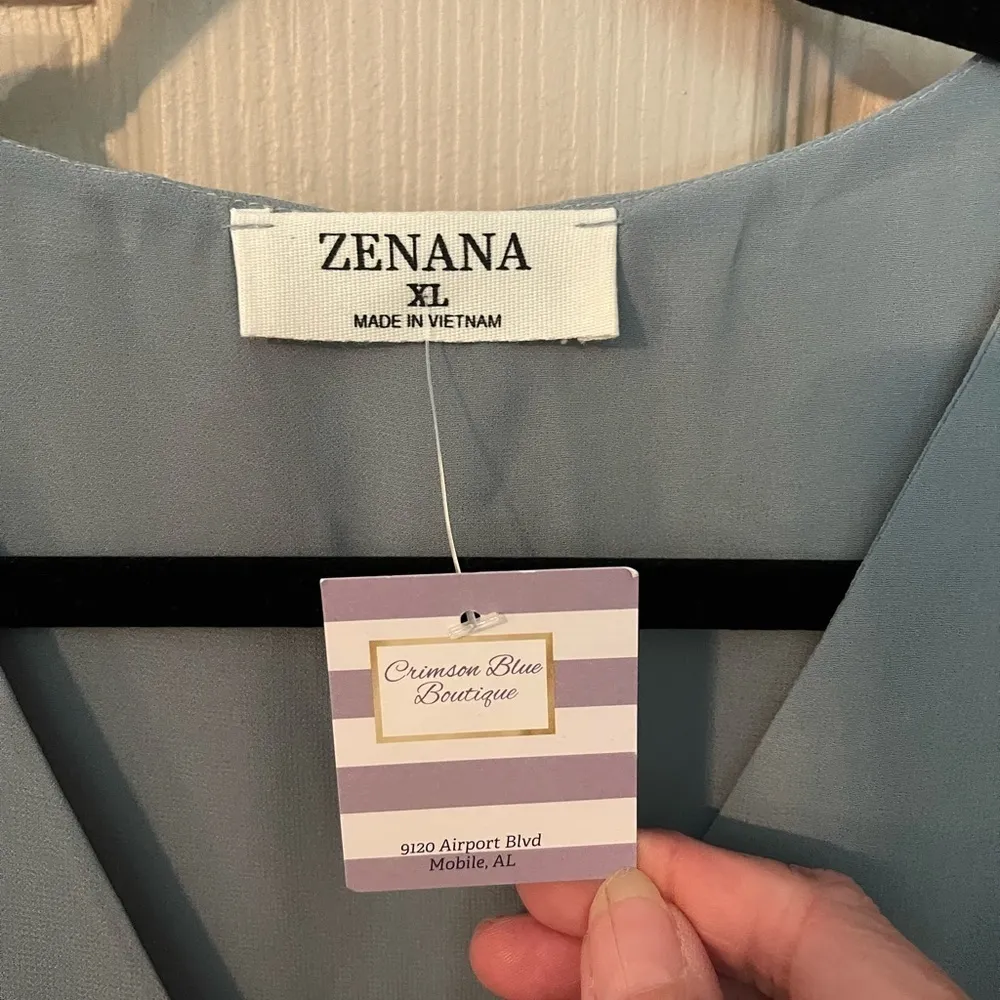 ZENANA
XL
MADE IN VIETNAM
Crimson Blue
Boutique
9120 Airport Blvd
Mobile, AL